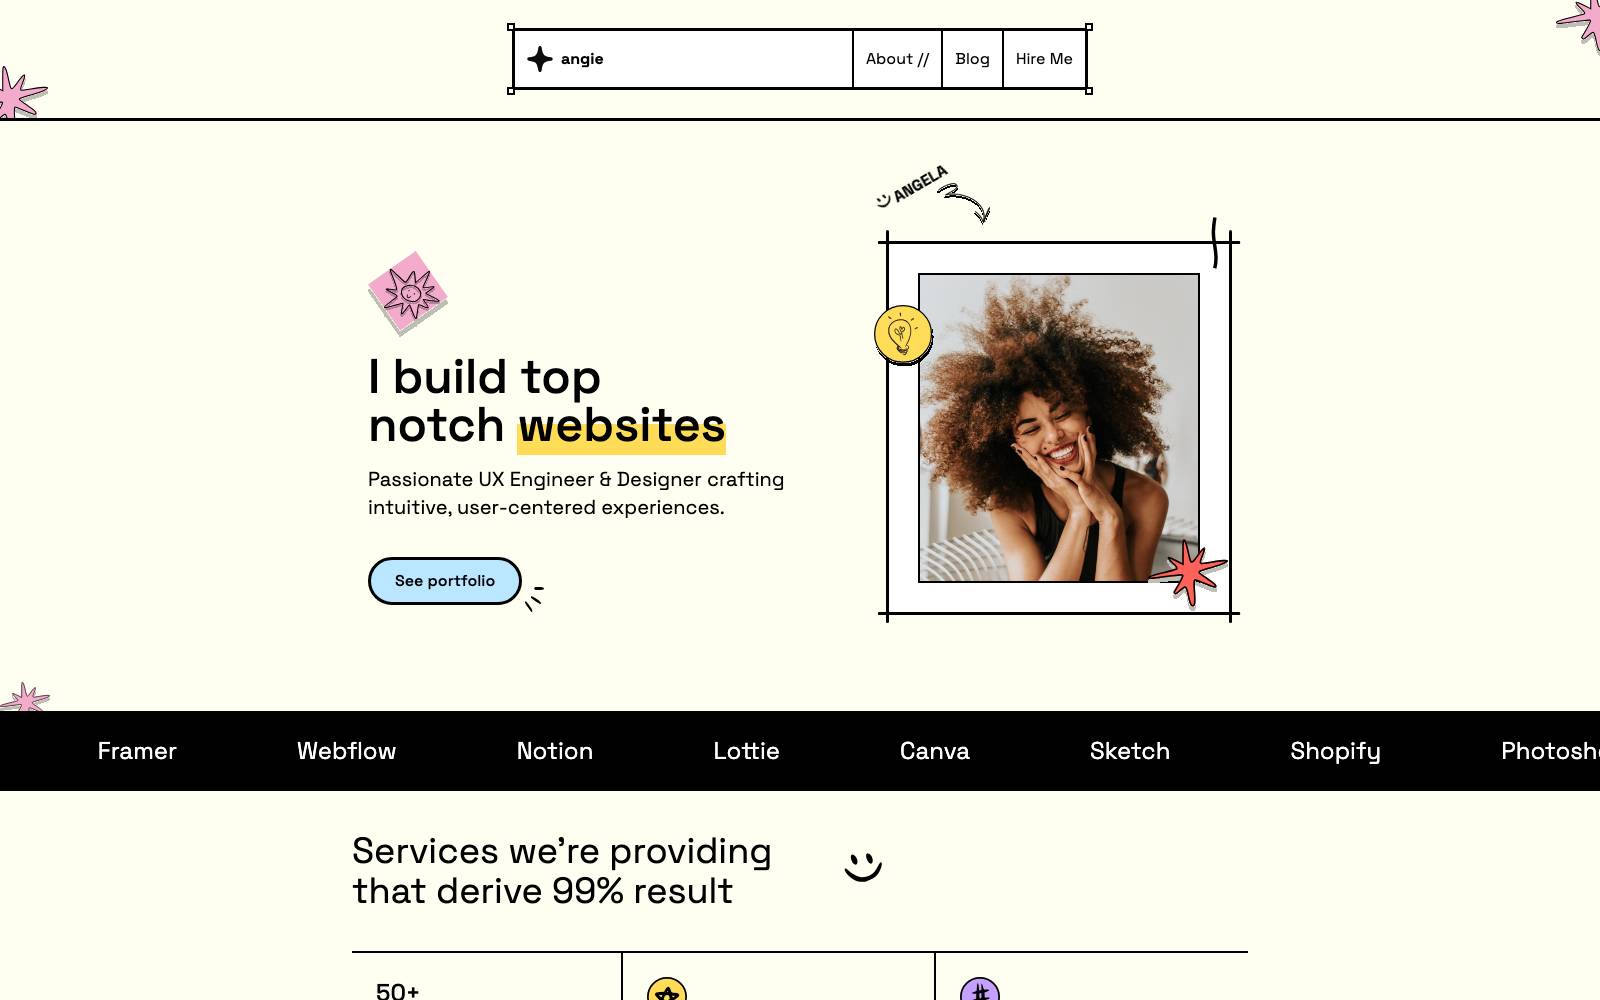 angie
About //
Blog
Hire Me
ANGELA
I build top
notch websites
Passionate UX Engineer & Designer crafting
intuitive, user-centered experiences.
See portfolio
Framer Webflow Notion Lottie Canva Sketch Shopify Photosh
Services we're providing
that derive 99% result
50+